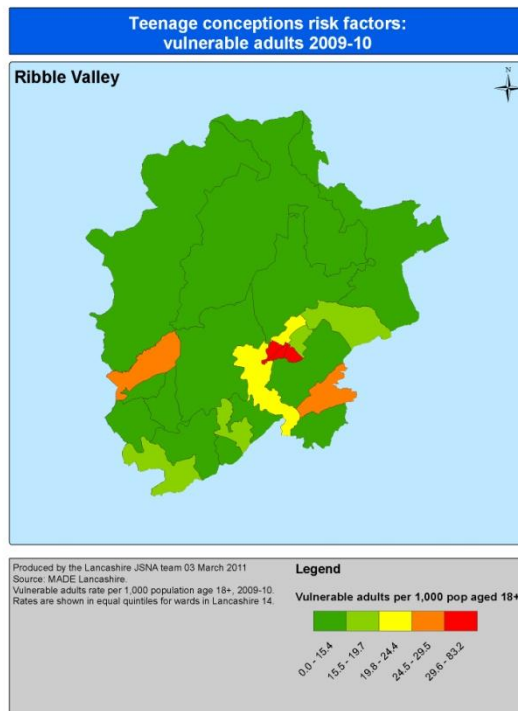 Teenage conceptions risk factors:
vulnerable adults 2009-10
Ribble Valley
N
Produced by the Lancashire JSNA team 03 March 2011
Source: MADE Lancashire.
Vulnerable adults rate per 1,000 population age 18+, 2009-10.
Rates are shown in equal quintiles for wards in Lancashire 14.
Legend
Vulnerable adults per 1,000 pop aged 18+
0.0 - 15.4
15.5 - 19.7
19.8 - 24.4
24.5 - 29.5
29.6 - 83.2